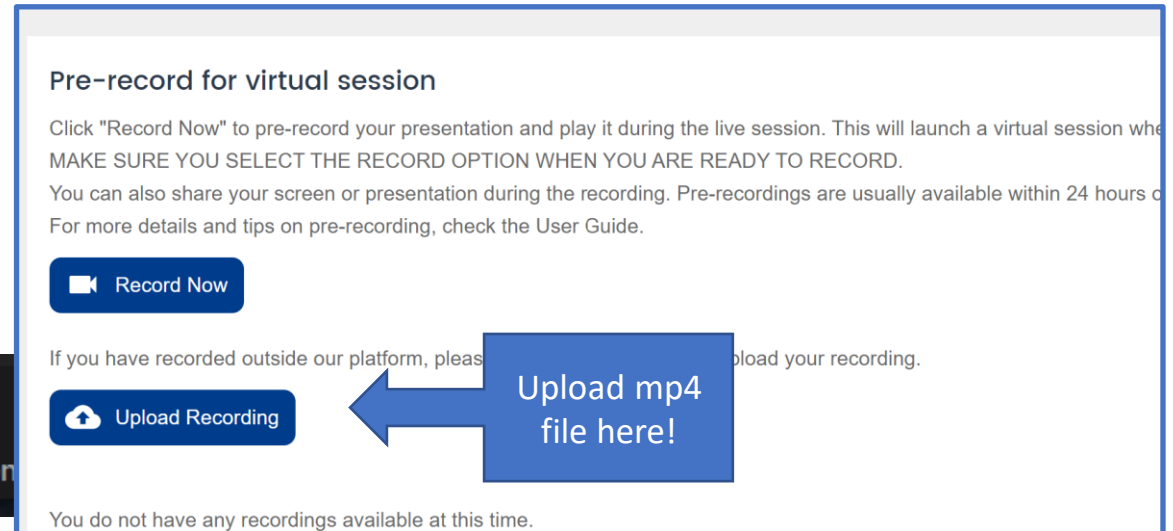 Pre-record for virtual session
Click "Record Now" to pre-record your presentation and play it during the live session. This will launch a virtual session
MAKE SURE YOU SELECT THE RECORD OPTION WHEN YOU ARE READY TO RECORD.
You can also share your screen or presentation during the recording. Pre-recordings are usually available within 24 hours
For more details and tips on pre-recording, check the User Guide.
Record Now
If you have recorded outside our platform, your recording.
Upload Recording
Upload mp4
file here!
You do not have any recordings available at this time.